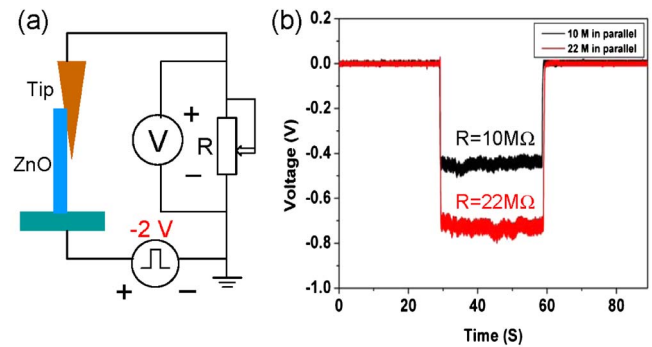 (a)
Tip
ZnO
+
V
−
R
-2 V
+
−
(b)
10 M in parallel
22 M in parallel
0.2
0.0
-0.2
-0.4
-0.6
-0.8
-1.0
Voltage (V)
R=10MΩ
R=22MΩ
0
20
40
60
80
Time (S)